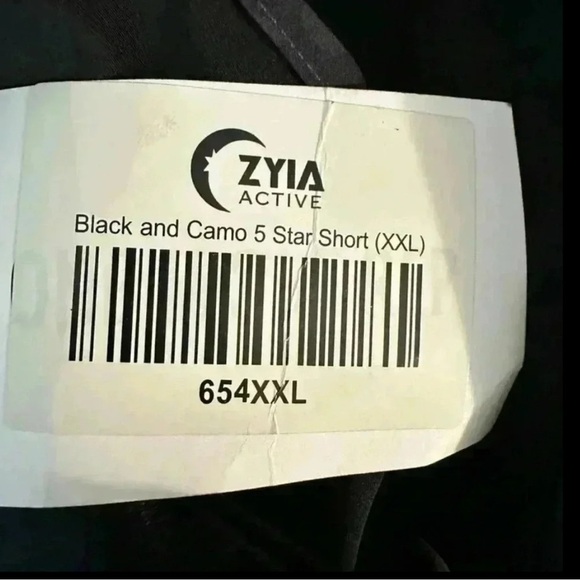 ZYIA
ACTIVE
Black and Camo 5 Star Short (XXL)
654XXL